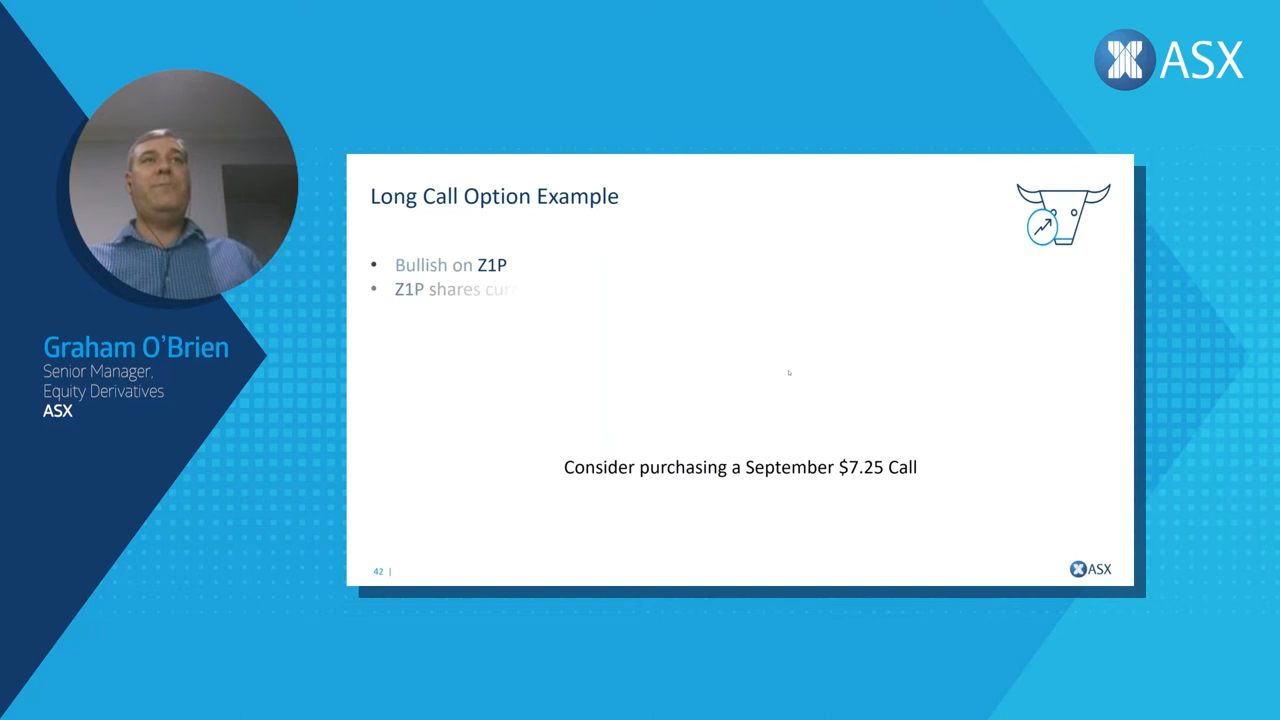 ASX
Long Call Option Example
• Bullish on Z1P
• Z1P shares
Graham O’Brien
Senior Manager,
Equity Derivatives
ASX
Consider purchasing a September $7.25 Call
42 |
ASX